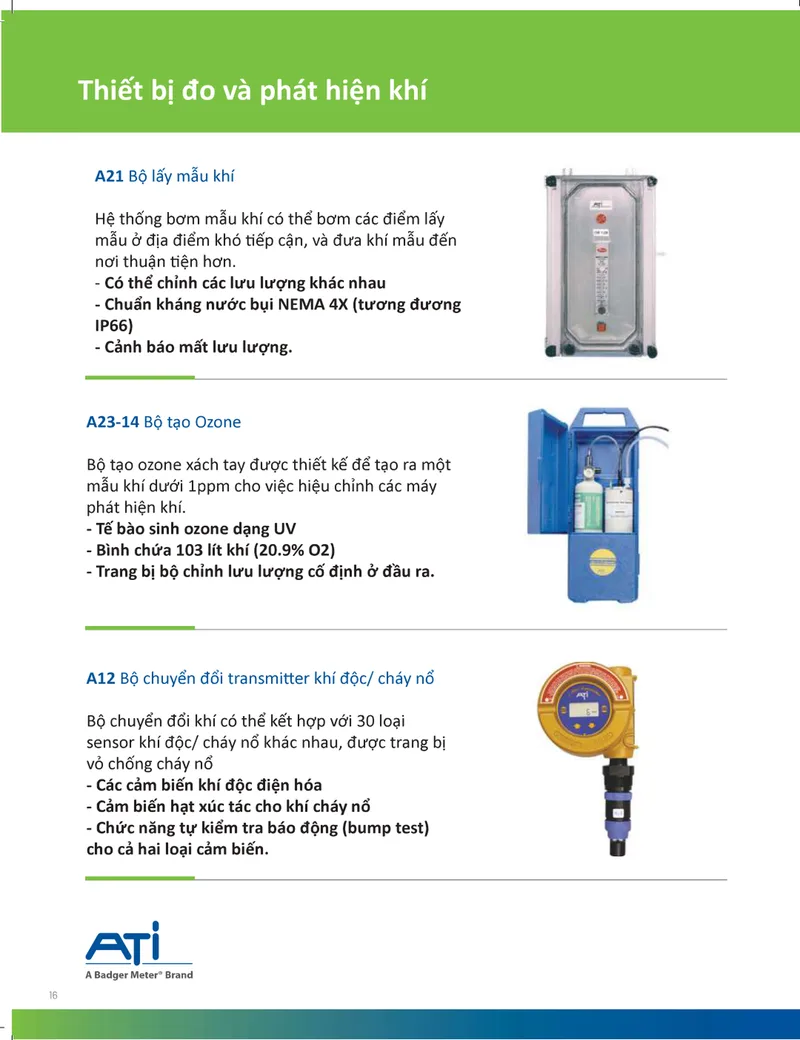 Thiết bị đo và phát hiện khí
A21 Bộ lấy mẫu khí
Hệ thống bơm mẫu khí có thể bơm các điểm lấy
mẫu ở địa điểm khó tiếp cận, và đưa khí mẫu đến
nơi thuận tiện hơn.
- Có thể chỉnh các lưu lượng khác nhau
- Chuẩn kháng nước bụi NEMA 4X (tương đương
IP66)
- Cảnh báo mất lưu lượng.
ATi
A23-14 Bộ tạo Ozone
Bộ tạo ozone xách tay được thiết kế để tạo ra một
mẫu khí dưới 1ppm cho việc hiệu chỉnh các máy
phát hiện khí.
- Tế bào sinh ozone dạng UV
- Bình chứa 103 lít khí (20.9% O2)
- Trang bị bộ chỉnh lưu lượng cố định ở đầu ra.
A12 Bộ chuyển đổi transmitter khí độc/ cháy nổ
Bộ chuyển đổi khí có thể kết hợp với 30 loại
sensor khí độc/ cháy nổ khác nhau, được trang bị
vỏ chống cháy nổ
- Các cảm biến khí độc điện hóa
- Cảm biến hạt xúc tác cho khí cháy nổ
- Chức năng tự kiểm tra báo động (bump test)
cho cả hai loại cảm biến.
ATi
ATi
A Badger Meter® Brand
16